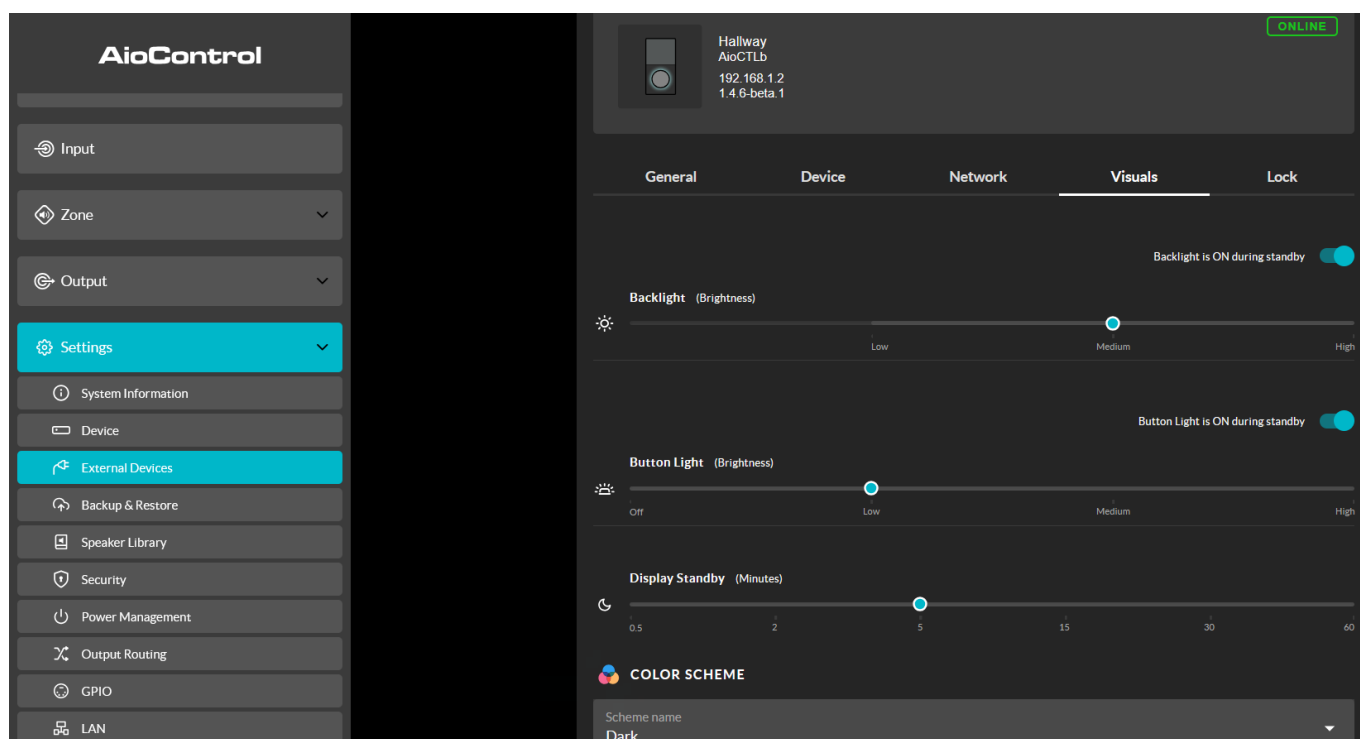 AioControl
Input
Zone
Output
Settings
System Information
Device
External Devices
Backup & Restore
Speaker Library
Security
Power Management
Output Routing
GPIO
LAN
Hallway
AioCTLb
192.168.1.2
1.4.6-beta.1
ONLINE
General Device Network Visuals Lock
Backlight is ON during standby
Backlight (Brightness)
Low Medium High
Button Light is ON during standby
Button Light (Brightness)
Off Low Medium High
Display Standby (Minutes)
0.5 2 5 15 30 60
COLOR SCHEME
Scheme name
Dark